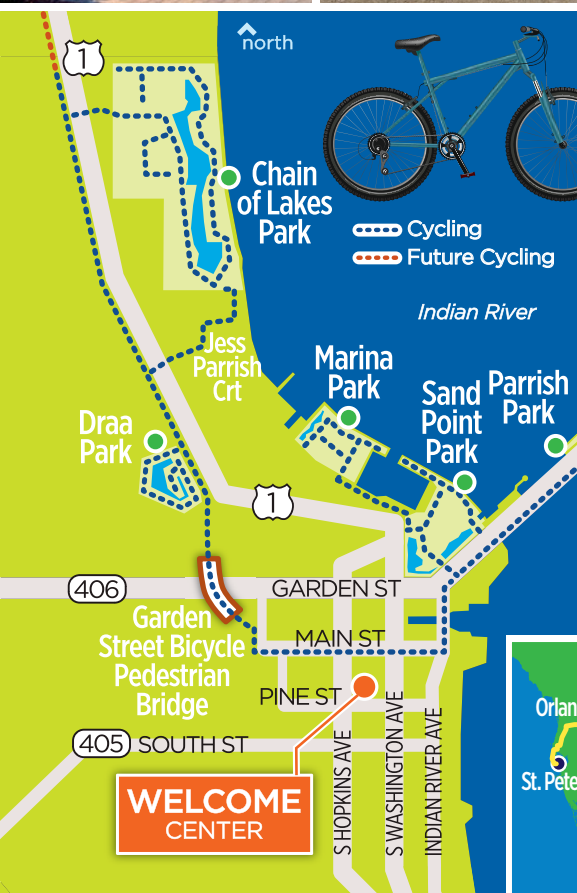 1
north
Chain
of Lakes
Park
Cycling
Future Cycling
Indian River
Jess
Parrish
Crt
Marina
Park
Sand
Point
Park
Parrish
Park
Draa
Park
1
406
GARDEN ST
Garden
Street Bicycle
Pedestrian
Bridge
MAIN ST
PINE ST
405
SOUTH ST
S HOPKINS AVE
S WASHINGTON AVE
INDIAN RIVER AVE
WELCOME
CENTER
Orlan
St. Pete